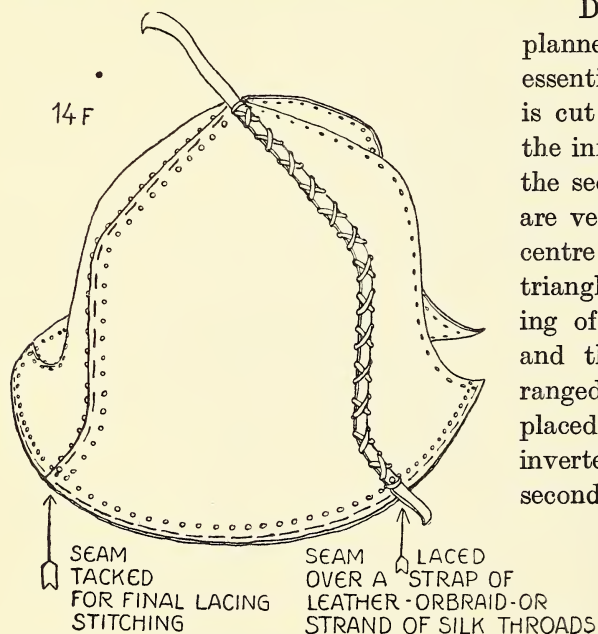 14F
D
planne
essenti
is cut
the in
the sec
are ve
centre
triangl
ing of
and th
ranged
placed
inverte
second
SEAM
TACKED
FOR FINAL LACING
STITCHING
SEAM LACED
OVER A STRAP OF
LEATHER-ORBRAID-OR
STRAND OF SILK THROADS